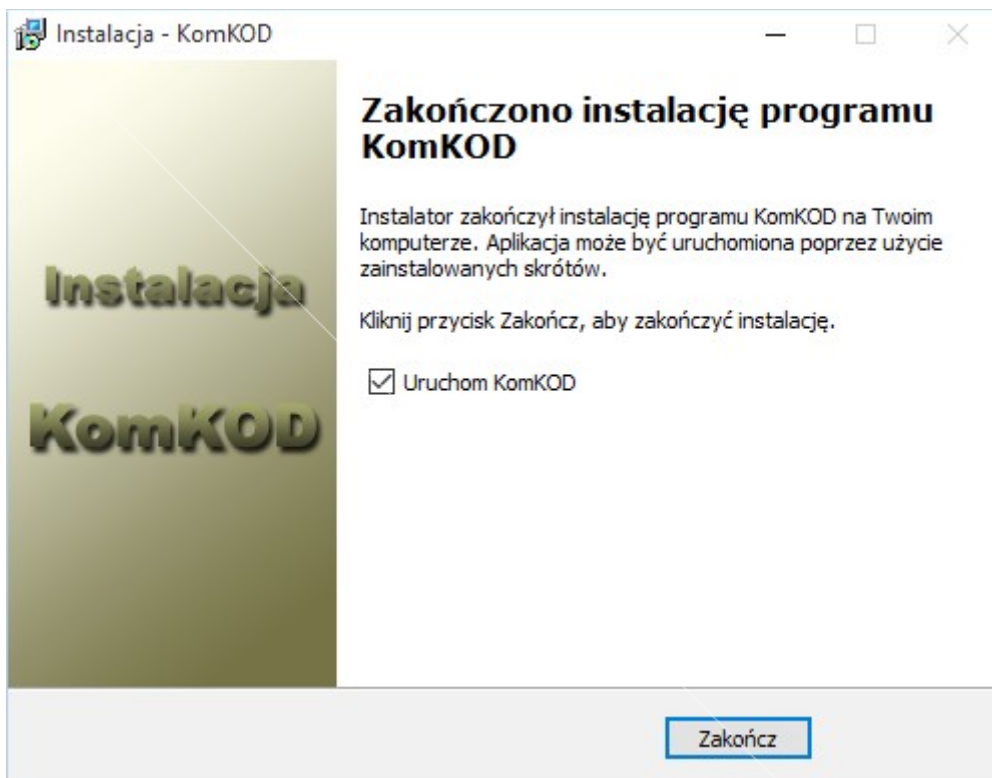 Instalacja - KomKOD
Zakończono instalację programu
KomKOD
Instalator zakończył instalację programu KomKOD na Twoim
komputerze. Aplikacja może być uruchomiona poprzez użycie
zainstalowanych skrótów.
Kliknij przycisk Zakończ, aby zakończyć instalację.
Uruchom KomKOD
Instalacja
KomKOD
Zakończ